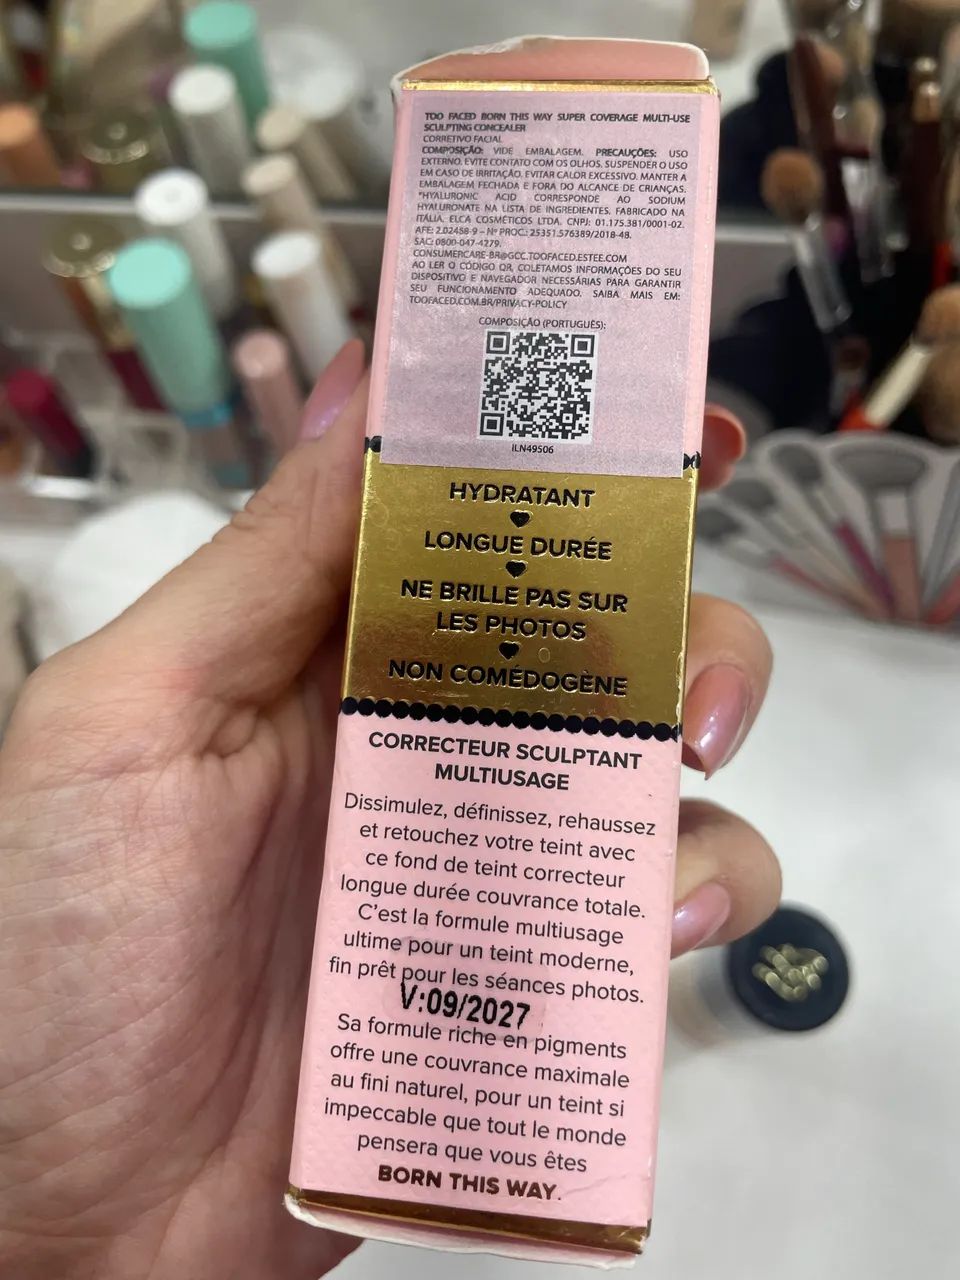 TOO FACED BORN THIS WAY SUPER COVERAGE MULTI-USE
SCULPTING CONCEALER
CORRETIVO FACIAL
COMPOSIÇÃO: VIDE EMBALAGEM. PRECAUÇÕES: USO
EXTERNO. EVITE CONTATO COM OS OLHOS. SUSPENDER O USO
EM CASO DE IRRITAÇÃO. EVITAR CALOR EXCESSIVO. MANTER A
EMBALAGEM FECHADA E FORA DO ALCANCE DE CRIANÇAS.
*HYALURONIC ACID CORRESPONDE AO SODIUM
HYALURONATE NA LISTA DE INGREDIENTES. FABRICADO NA
ITÁLIA. ELCA COSMÉTICOS LTDA. CNPJ: 01.175.381/0001-02.
AFE: 2.02458-9 – Nº PROC: 25351.576389/2018-48.
SAC: 0800-047-4279.
CONSUMERCARE-BR@GCC.TOOFACED.ESTEE.COM
AO LER O CÓDIGO QR, COLETAMOS INFORMAÇÕES DO SEU
DISPOSITIVO E NAVEGADOR NECESSÁRIAS PARA GARANTIR
SEU FUNCIONAMENTO ADEQUADO. SAIBA MAIS EM:
TOOFACED.COM.BR/PRIVACY-POLICY
COMPOSIÇÃO (PORTUGUÊS):
ILN49506
HYDRATANT
LONGUE DURÉE
NE BRILLE PAS SUR
LES PHOTOS
NON COMÉDOGÈNE
CORRECTEUR SCULPTANT
MULTIUSAGE
Dissimulez, définissez, rehaussez
et retouchez votre teint avec
ce fond de teint correcteur
longue durée couvrance totale.
C'est la formule multiusage
ultime pour un teint moderne,
fin prêt pour les séances photos.
V:09/2027
Sa formule riche en pigments
offre une couvrance maximale
au fini naturel, pour un teint si
impeccable que tout le monde
pensera que vous êtes
BORN THIS WAY.